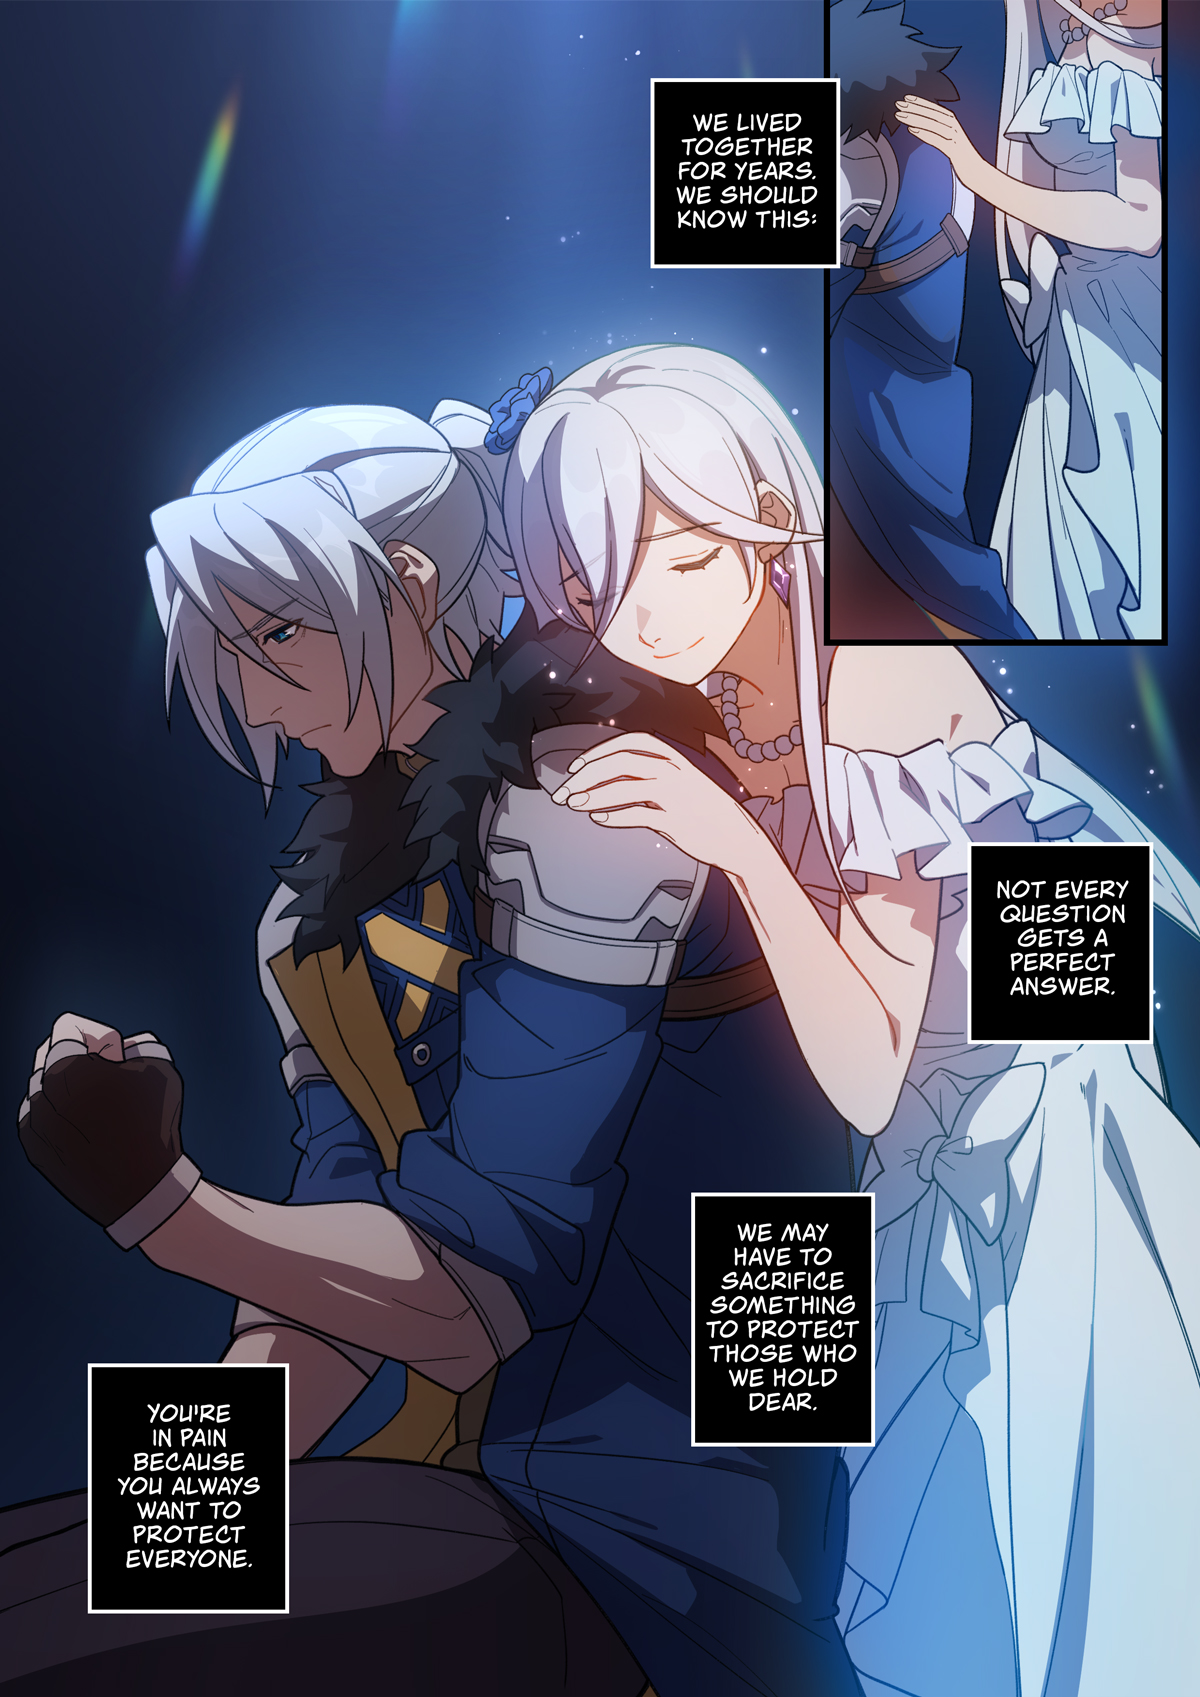 WE LIVED
TOGETHER
FOR YEARS.
WE SHOULD
KNOW THIS:
NOT EVERY
QUESTION
GETS A
PERFECT
ANSWER.
WE MAY
HAVE TO
SACRIFICE
SOMETHING
TO PROTECT
THOSE WHO
WE HOLD
DEAR.
YOU'RE
IN PAIN
BECAUSE
YOU ALWAYS
WANT TO
PROTECT
EVERYONE.